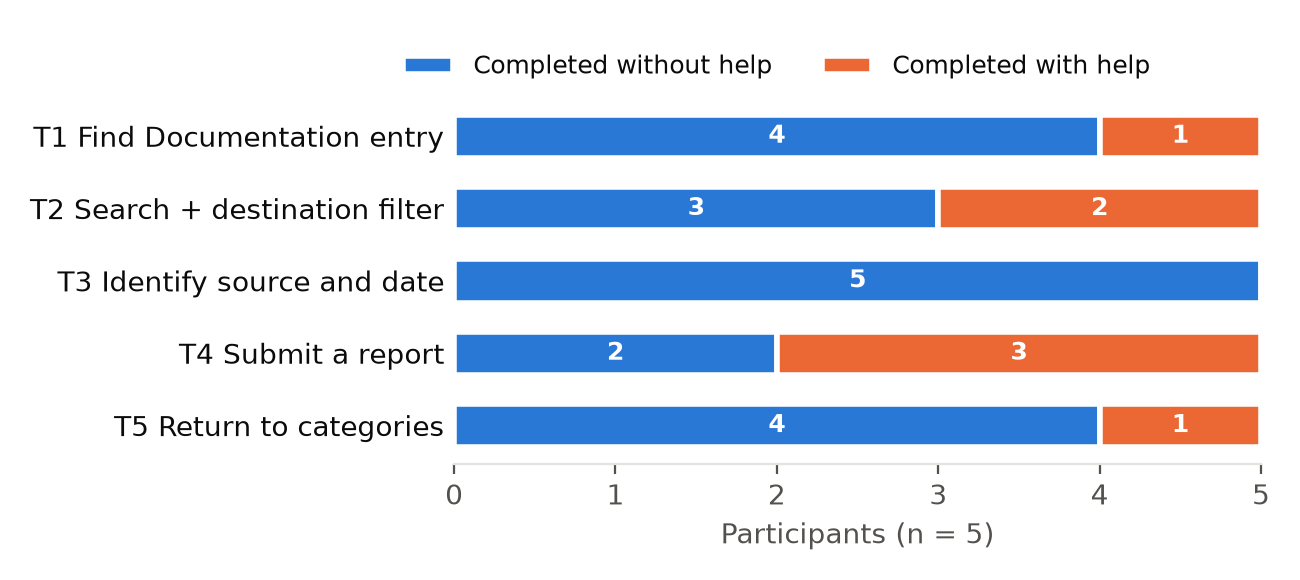 Completed without help Completed with help
T1 Find Documentation entry 4 1
T2 Search + destination filter 3 2
T3 Identify source and date 5
T4 Submit a report 2 3
T5 Return to categories 4 1
0 1 2 3 4 5
Participants (n = 5)